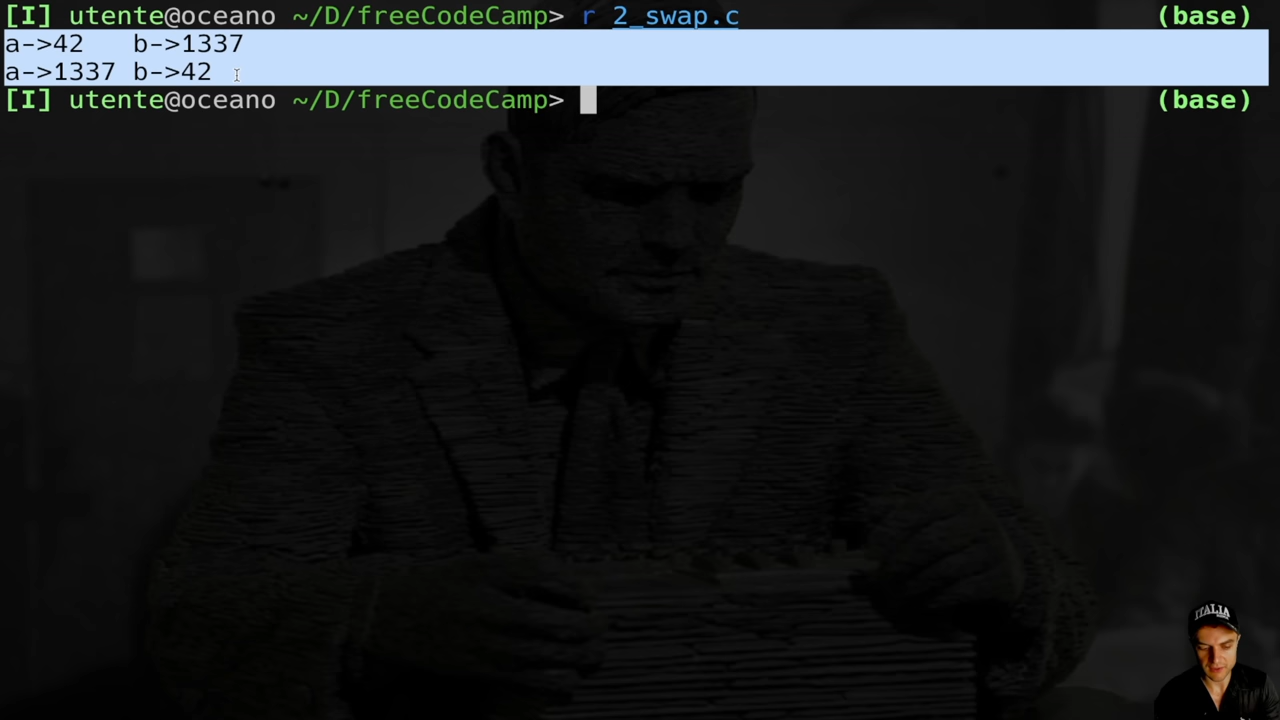 [I] utente@oceano ~/D/freeCodeCamp> r 2_swap.c (base)
a->42   b->1337
a->1337 b->42
[I] utente@oceano ~/D/freeCodeCamp> (base)
ITALIA